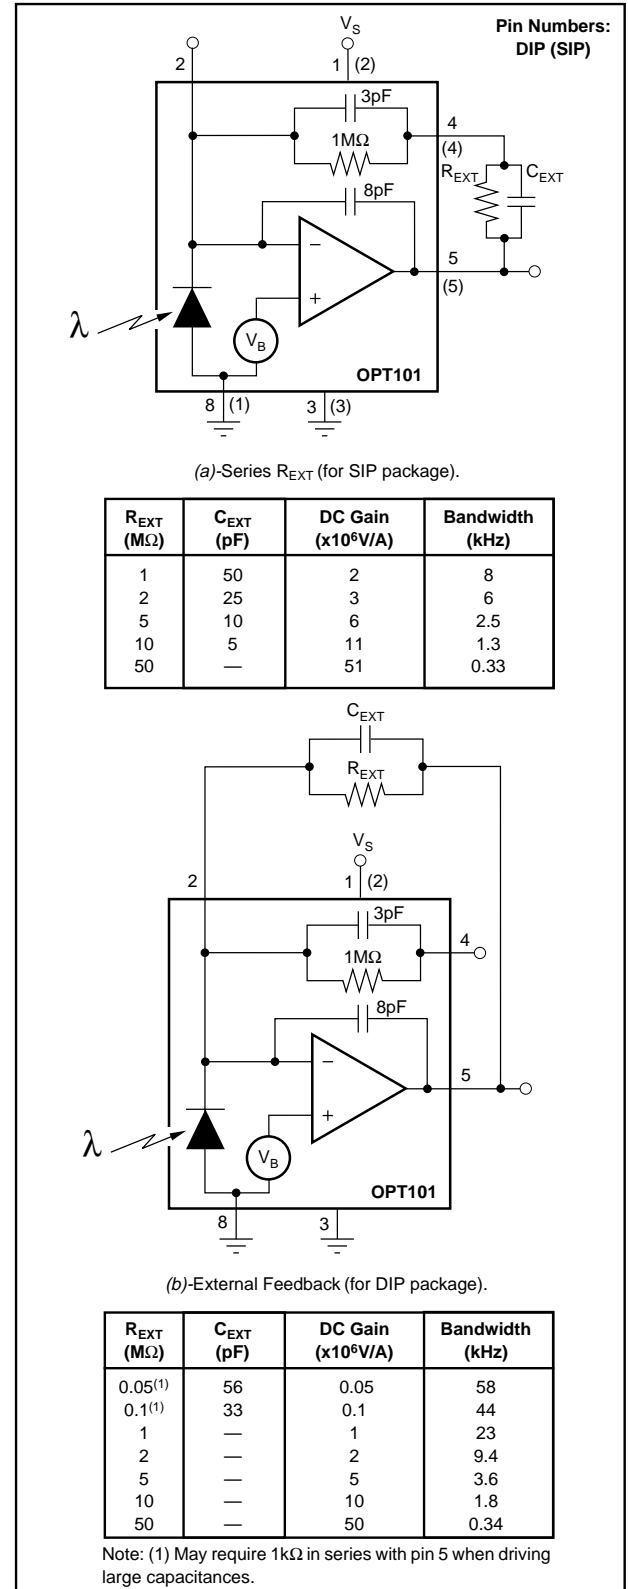 Pin Numbers:
DIP (SIP)
V_S
2
1 (2)
3pF
1MΩ
4
(4)
R_EXT
C_EXT
8pF
−
+
5
(5)
λ
V_B
OPT101
8 (1)
3 (3)
(a)-Series R_EXT (for SIP package).
R_EXT (MΩ) C_EXT (pF) DC Gain (x10⁶V/A) Bandwidth (kHz)
1 50 2 8
2 25 3 6
5 10 6 2.5
10 5 11 1.3
50 — 51 0.33
C_EXT
R_EXT
V_S
2
1 (2)
3pF
1MΩ
4
8pF
−
+
5
λ
V_B
OPT101
8
3
(b)-External Feedback (for DIP package).
R_EXT (MΩ) C_EXT (pF) DC Gain (x10⁶V/A) Bandwidth (kHz)
0.05⁽¹⁾ 56 0.05 58
0.1⁽¹⁾ 33 0.1 44
1 — 1 23
2 — 2 9.4
5 — 5 3.6
10 — 10 1.8
50 — 50 0.34
Note: (1) May require 1kΩ in series with pin 5 when driving
large capacitances.